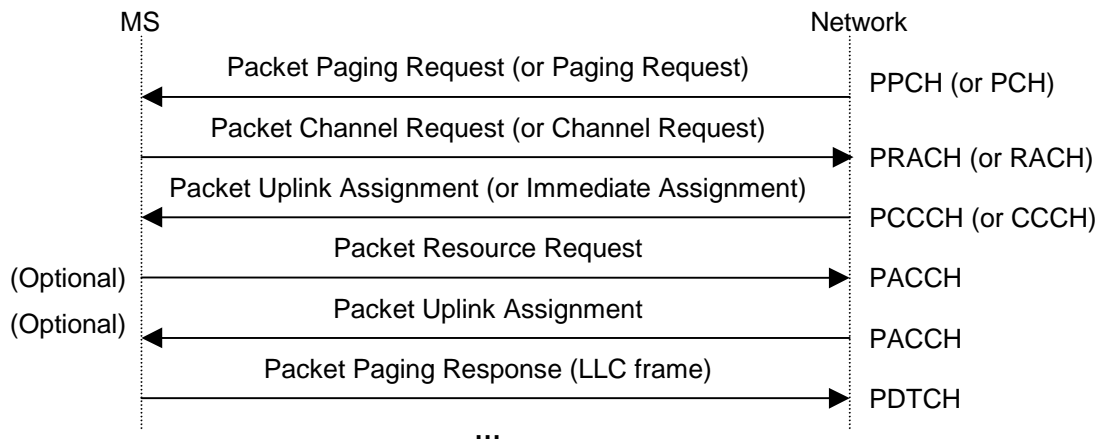 MS Network
Packet Paging Request (or Paging Request)
PPCH (or PCH)
Packet Channel Request (or Channel Request)
PRACH (or RACH)
Packet Uplink Assignment (or Immediate Assignment)
PCCCH (or CCCH)
Packet Resource Request
(Optional) PACCH
Packet Uplink Assignment
(Optional) PACCH
Packet Paging Response (LLC frame)
PDTCH
...